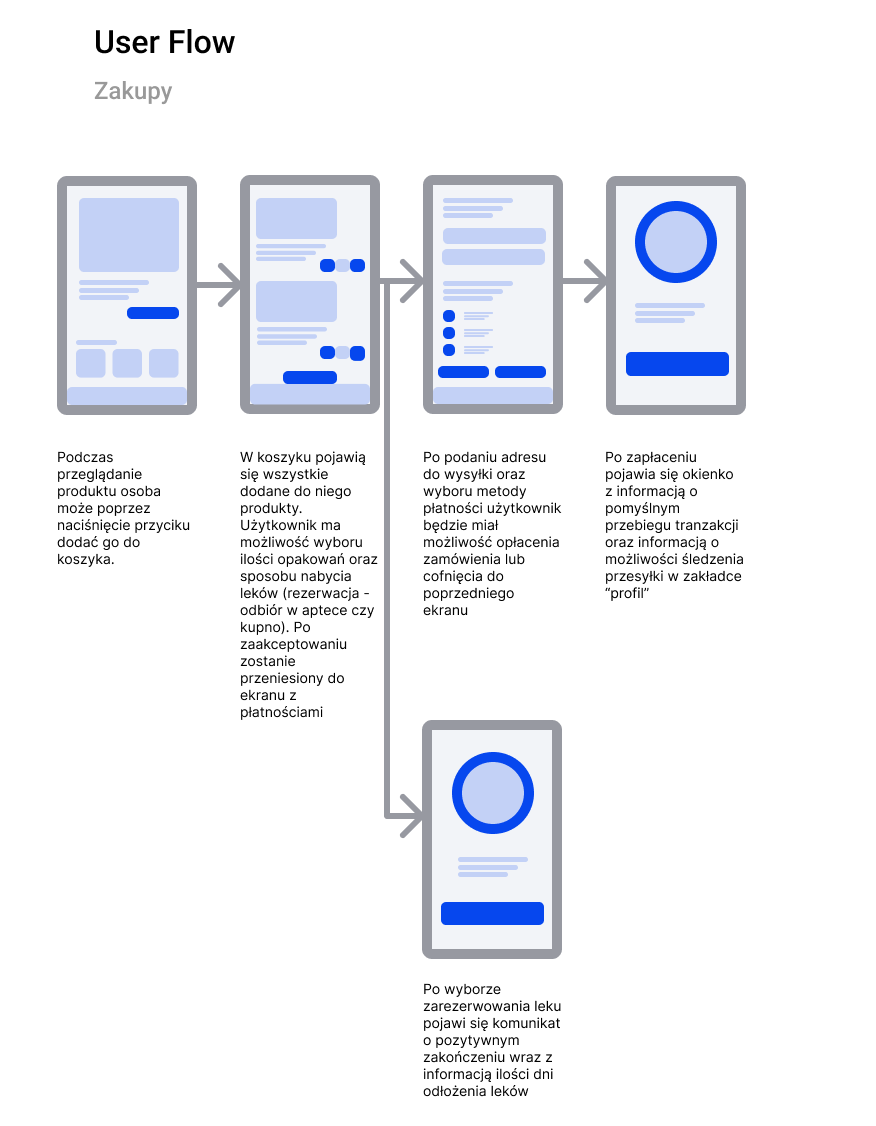 User Flow
Zakupy
Podczas
przeglądanie
produktu osoba
może poprzez
naciśnięcie przyciku
dodać go do
koszyka.
W koszyku pojawią
się wszystkie
dodane do niego
produkty.
Użytkownik ma
możliwość wyboru
ilości opakowań oraz
sposobu nabycia
leków (rezerwacja -
odbiór w aptece czy
kupno). Po
zaakceptowaniu
zostanie
przeniesiony do
ekranu z
płatnościami
Po podaniu adresu
do wysyłki oraz
wyboru metody
płatności użytkownik
będzie miał
możliwość opłacenia
zamówienia lub
cofnięcia do
poprzedniego
ekranu
Po zapłaceniu
pojawia się okienko
z informacją o
pomyślnym
przebiegu tranzakcji
oraz informacją o
możliwości śledzenia
przesyłki w zakładce
“profil”
Po wyborze
zarezerwowania leku
pojawi się komunikat
o pozytywnym
zakończeniu wraz z
informacją ilości dni
odłożenia leków